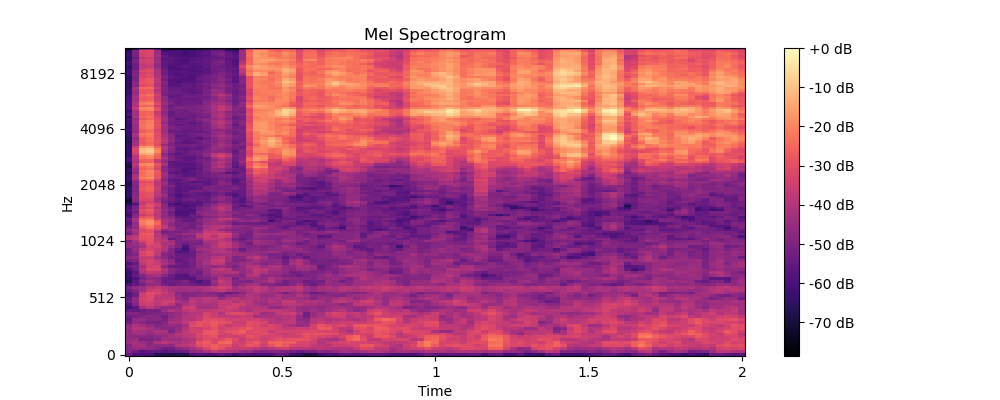 Mel Spectrogram
Hz
8192
4096
2048
1024
512
0
0
0.5
1
1.5
2
Time
+0 dB
-10 dB
-20 dB
-30 dB
-40 dB
-50 dB
-60 dB
-70 dB